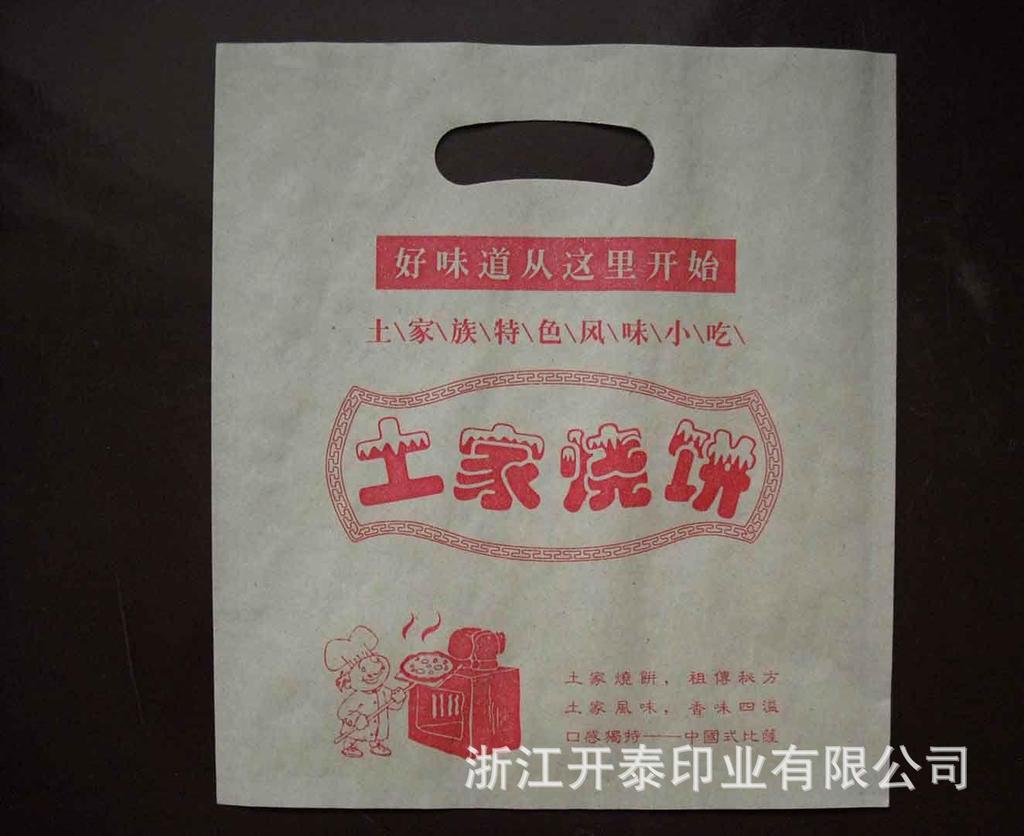 好味道从这里开始
土\家\族\特\色\风\味\小\吃\
土家烧饼
土家燒餅，祖傳秘方
土家風味，香味四溢
口感獨特——中國式比薩
浙江开泰印业有限公司